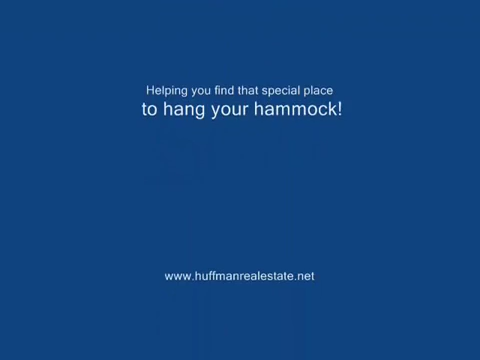 Helping you find that special place
to hang your hammock!
www.huffmanrealestate.net